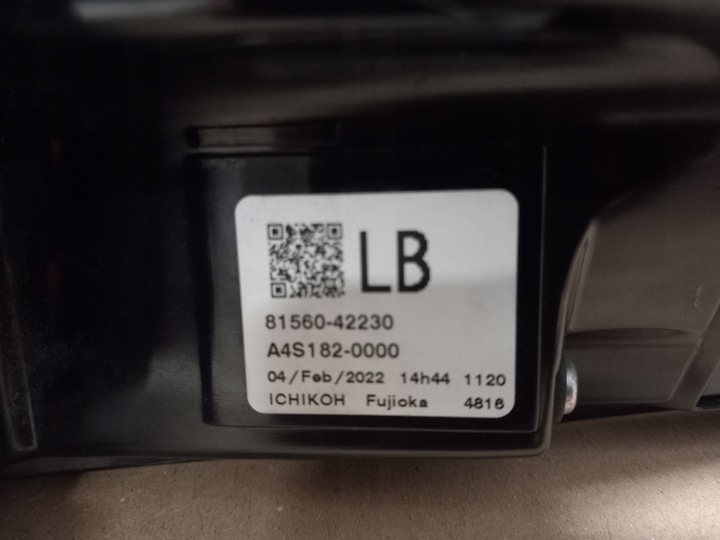 LB
81560-42230
A4S182-0000
04/Feb/2022 14h44 1120
ICHIKOH Fujioka 4816